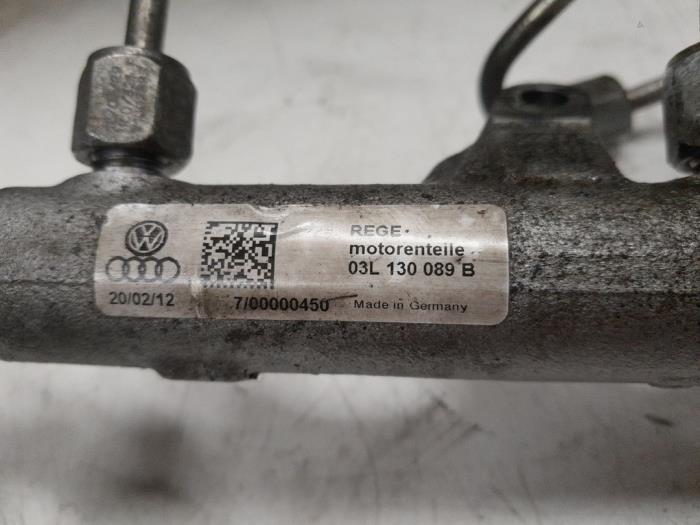 REGE
motorenteile
03L 130 089 B
20/02/12
7/00000450
Made in Germany